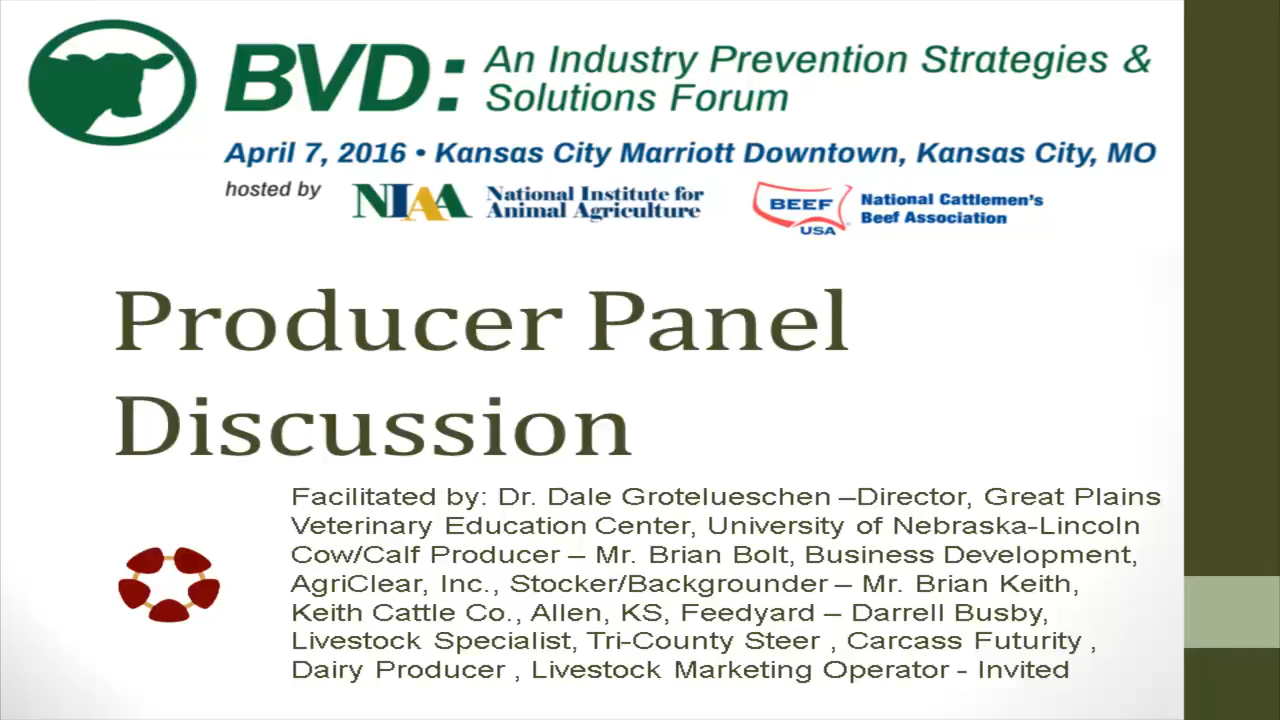 BVD: An Industry Prevention Strategies &
Solutions Forum
April 7, 2016 • Kansas City Marriott Downtown, Kansas City, MO
hosted by
NIAA National Institute for
Animal Agriculture
BEEF
USA
National Cattlemen's
Beef Association
Producer Panel
Discussion
Facilitated by: Dr. Dale Grotelueschen –Director, Great Plains
Veterinary Education Center, University of Nebraska-Lincoln
Cow/Calf Producer – Mr. Brian Bolt, Business Development,
AgriClear, Inc., Stocker/Backgrounder – Mr. Brian Keith,
Keith Cattle Co., Allen, KS, Feedyard – Darrell Busby,
Livestock Specialist, Tri-County Steer , Carcass Futurity ,
Dairy Producer , Livestock Marketing Operator - Invited